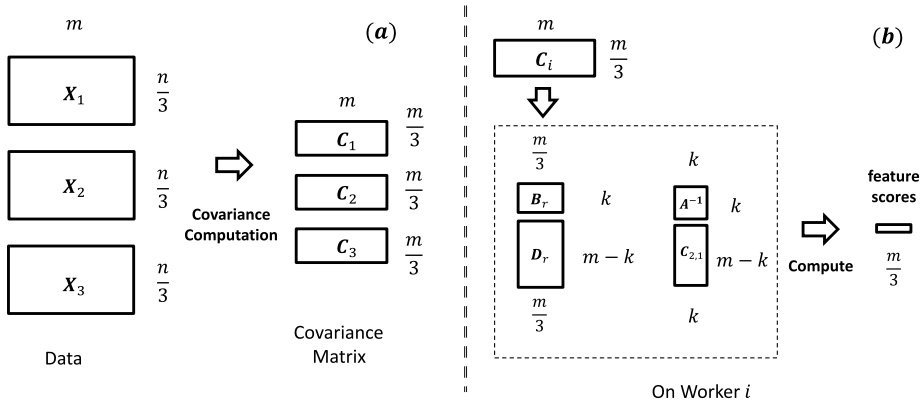 (a)
m
X₁
n/3
X₂
n/3
X₃
n/3
Data
Covariance
Computation
m
C₁
m/3
C₂
m/3
C₃
m/3
Covariance
Matrix
(b)
Cᵢ
m/3
m/3
k
Bᵣ
k
A⁻¹
k
Dᵣ
m − k
C₂,₁
m − k
m/3
k
On Worker i
Compute
feature
scores
m/3